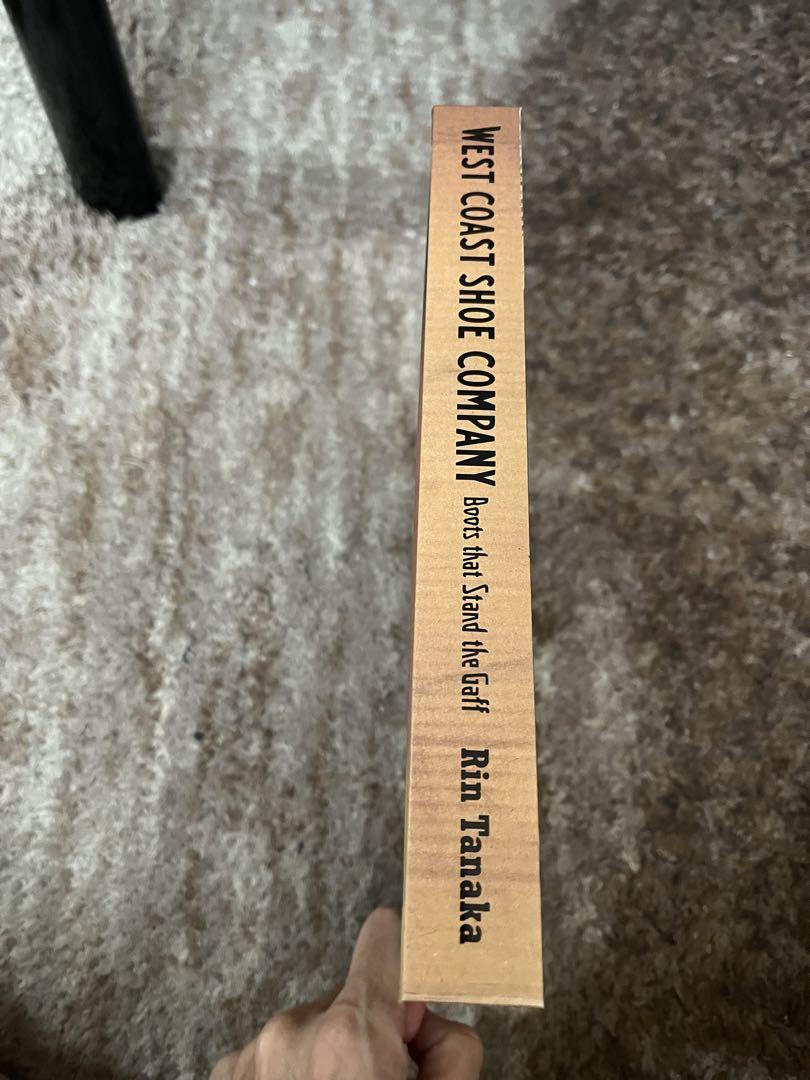 WEST COAST SHOE COMPANY Boots that Stand the Gaff Rin Tanaka